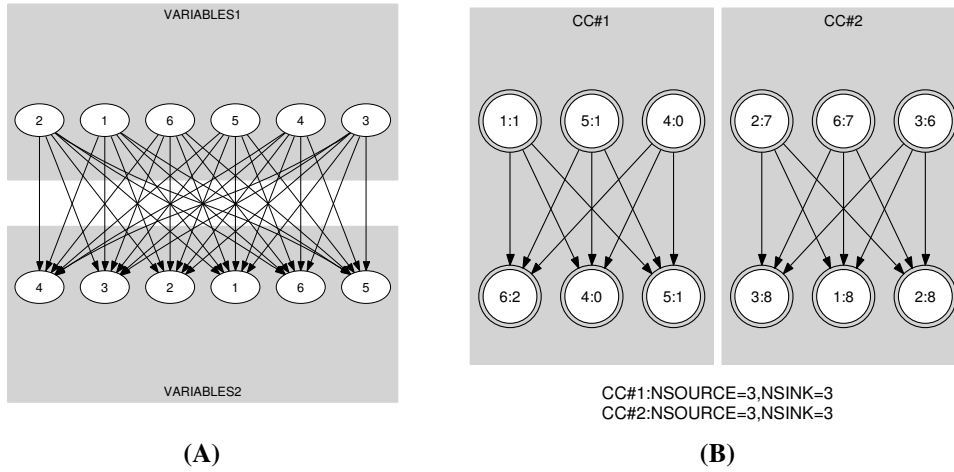 VARIABLES1
2 1 6 5 4 3
4 3 2 1 6 5
VARIABLES2
(A)
CC#1
1:1 5:1 4:0
6:2 4:0 5:1
CC#2
2:7 6:7 3:6
3:8 1:8 2:8
CC#1:NSOURCE=3,NSINK=3
CC#2:NSOURCE=3,NSINK=3
(B)